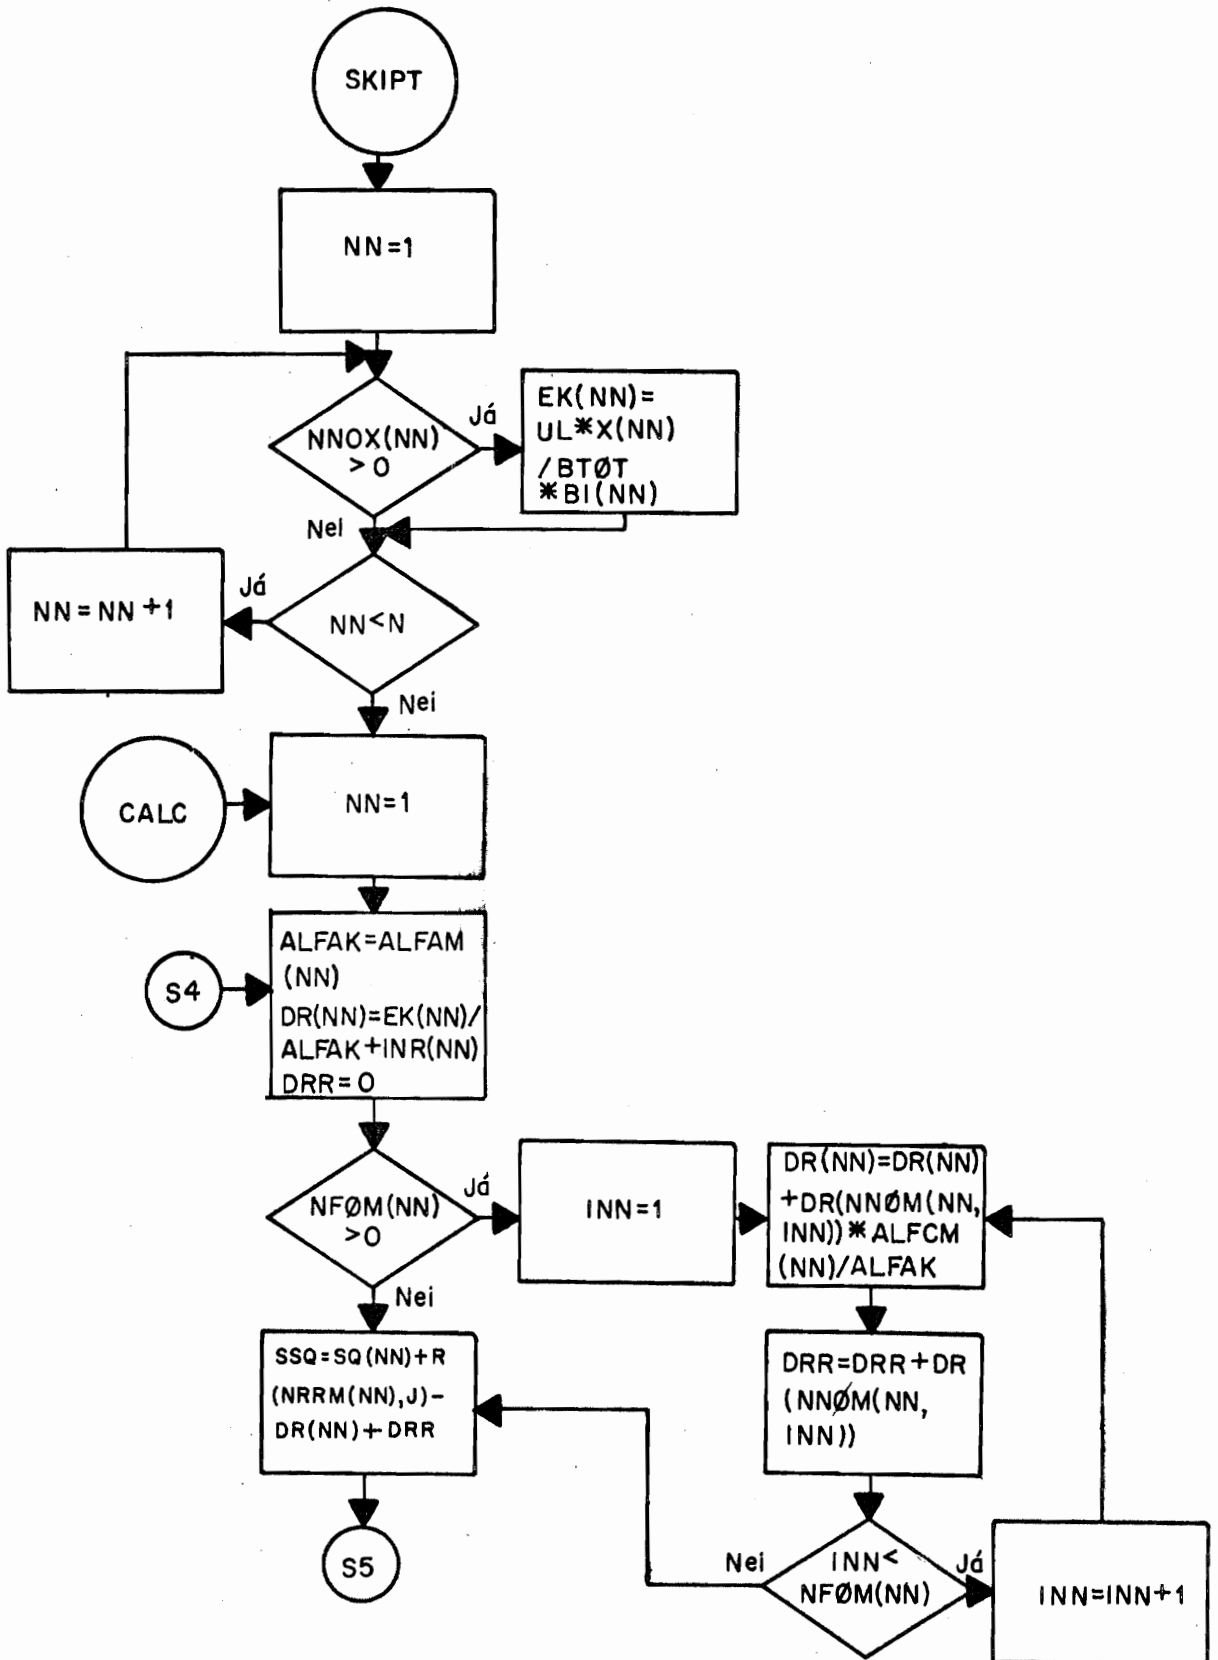 SKIPT
NN=1
NNOX(NN)
>0
Já
EK(NN)=
UL*X(NN)
/BTØT
*BI(NN)
Nei
NN=NN+1
Já
NN<N
Nei
CALC
NN=1
S4
ALFAK=ALFAM
(NN)
DR(NN)=EK(NN)/
ALFAK+INR(NN)
DRR=0
NFØM(NN)
>0
Já
INN=1
DR(NN)=DR(NN)
+DR(NNØM(NN,
INN))*ALFCM
(NN)/ALFAK
Nei
SSQ=SQ(NN)+R
(NRRM(NN),J)-
DR(NN)+DRR
DRR=DRR+DR
(NNØM(NN,
INN))
S5
Nei
INN<
NFØM(NN)
Já
INN=INN+1